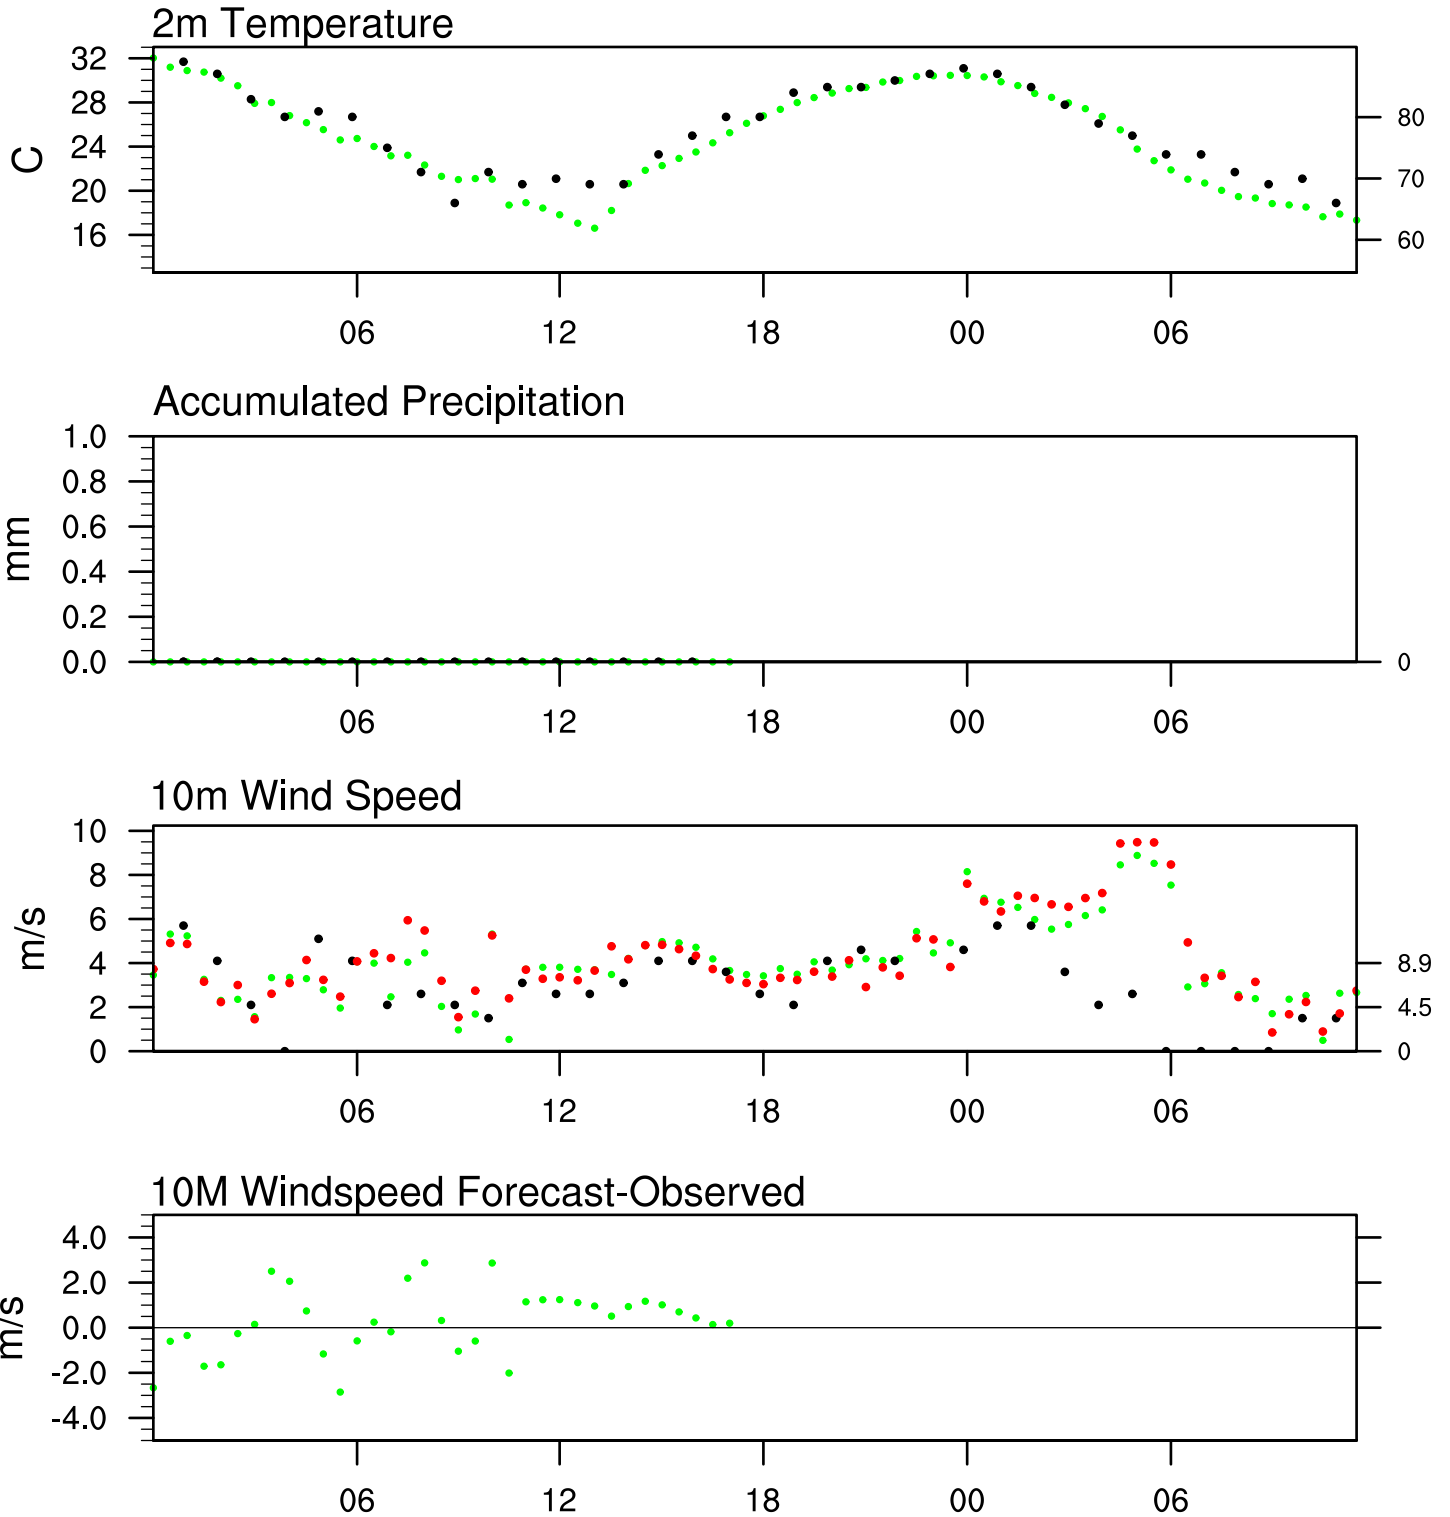 2m Temperature
32
28
24
20
16
C
80
70
60
06 12 18 00 06
Accumulated Precipitation
1.0
0.8
0.6
0.4
0.2
0.0
mm
0
06 12 18 00 06
10m Wind Speed
10
8
6
4
2
0
m/s
8.9
4.5
0
06 12 18 00 06
10M Windspeed Forecast-Observed
4.0
2.0
0.0
-2.0
-4.0
m/s
06 12 18 00 06